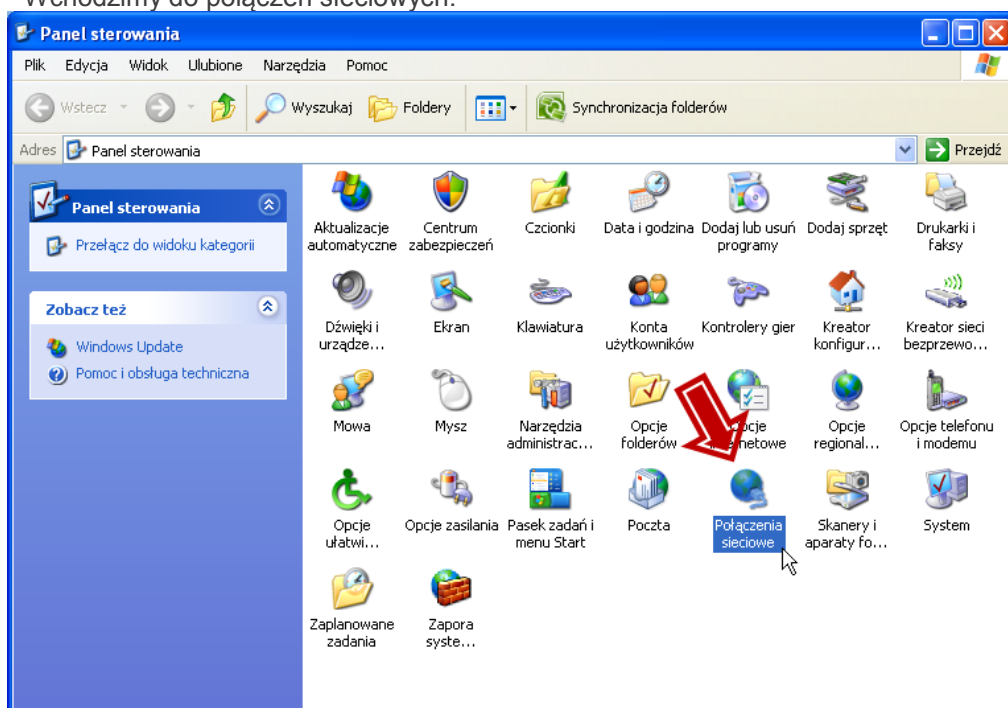 Wchodzimy do połączeń sieciowych.
Panel sterowania
Plik Edycja Widok Ulubione Narzędzia Pomoc
Wstecz Wyszukaj Foldery Synchronizacja folderów
Adres Panel sterowania Przejdź
Panel sterowania
Przełącz do widoku kategorii
Zobacz też
Windows Update
Pomoc i obsługa techniczna
Aktualizacje automatyczne
Centrum zabezpieczeń
Czcionki
Data i godzina
Dodaj lub usuń programy
Dodaj sprzęt
Drukarki i faksy
Dźwięki i urządze...
Ekran
Klawiatura
Konta użytkowników
Kontrolery gier
Kreator konfigur...
Kreator sieci bezprzewo...
Mowa
Mysz
Narzędzia administrac...
Opcje folderów
Opcje regional...
Opcje telefonu i modemu
Opcje ułatwi...
Opcje zasilania
Pasek zadań i menu Start
Poczta
Połączenia sieciowe
Skanery i aparaty fo...
System
Zaplanowane zadania
Zapora syste...